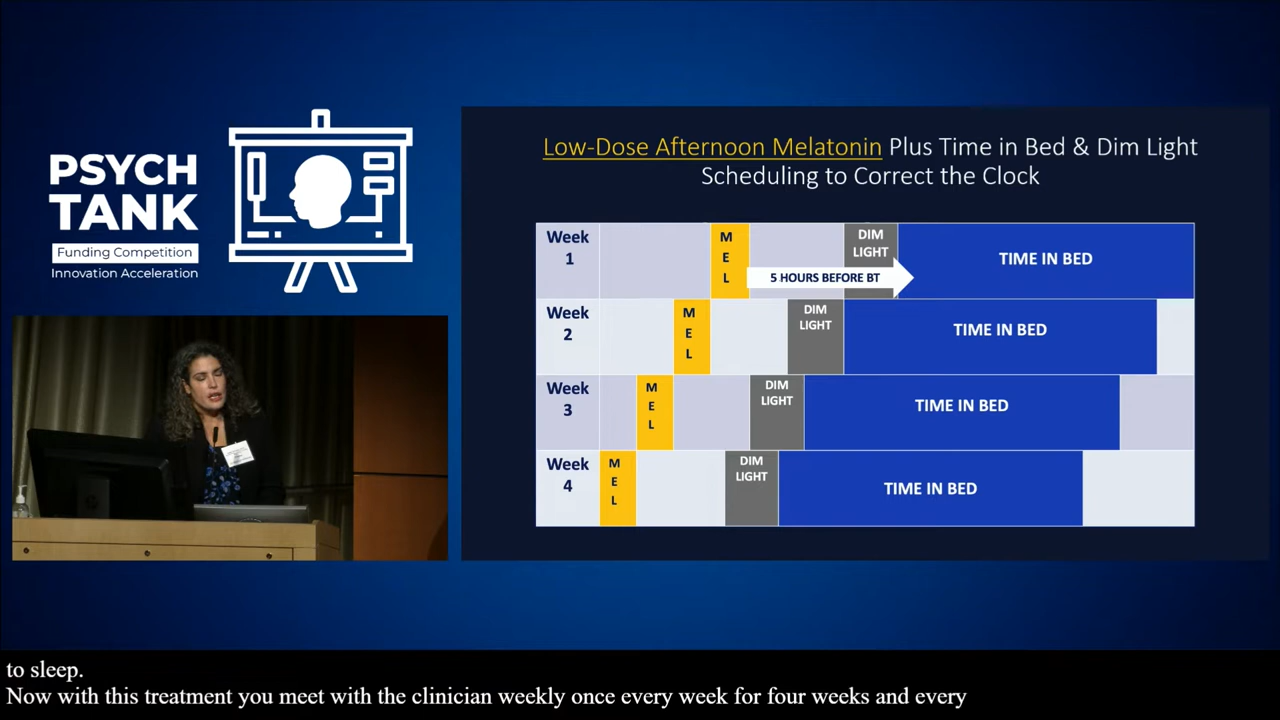 PSYCH
TANK
Funding Competition
Innovation Acceleration
Low-Dose Afternoon Melatonin Plus Time in Bed & Dim Light
Scheduling to Correct the Clock
Week
1
M
E
L
5 HOURS BEFORE BT
DIM
LIGHT
TIME IN BED
Week
2
M
E
L
DIM
LIGHT
TIME IN BED
Week
3
M
E
L
DIM
LIGHT
TIME IN BED
Week
4
M
E
L
DIM
LIGHT
TIME IN BED
to sleep.
Now with this treatment you meet with the clinician weekly once every week for four weeks and every